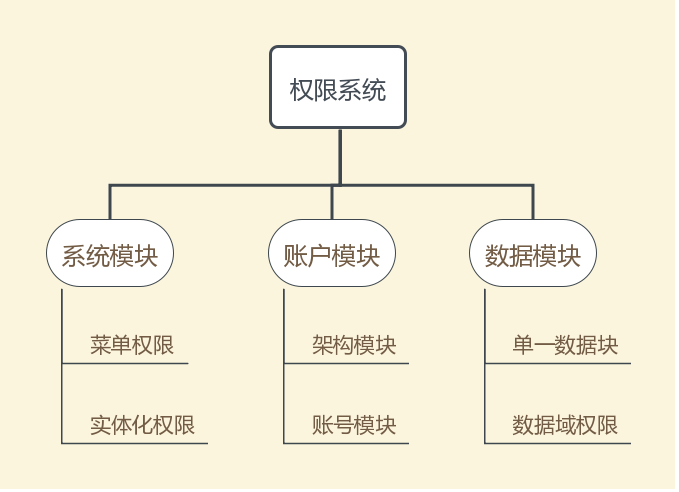 权限系统
系统模块
账户模块
数据模块
菜单权限
架构模块
单一数据块
实体化权限
账号模块
数据域权限